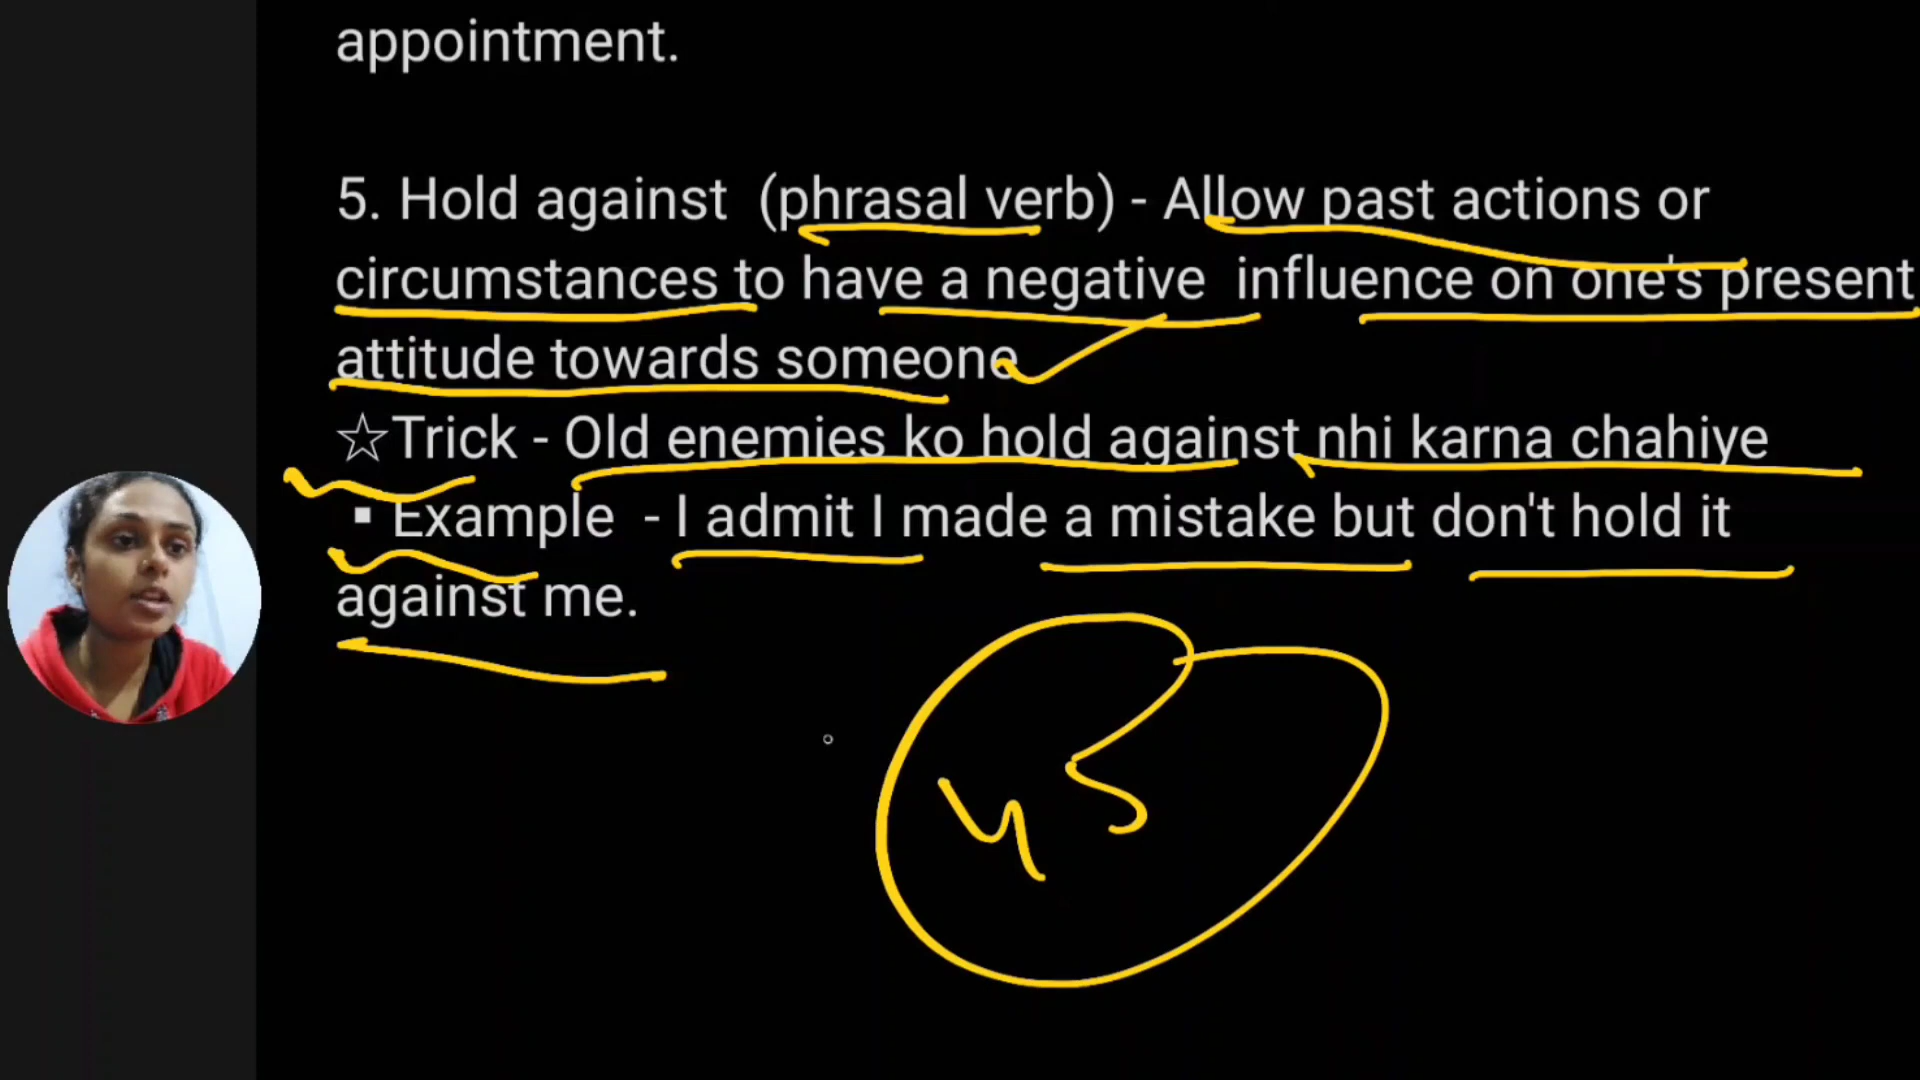 appointment.
5. Hold against (phrasal verb) - Allow past actions or
circumstances to have a negative influence on one's present
attitude towards someone
☆Trick - Old enemies ko hold against nhi karna chahiye
▪ Example - I admit I made a mistake but don't hold it
against me.
45